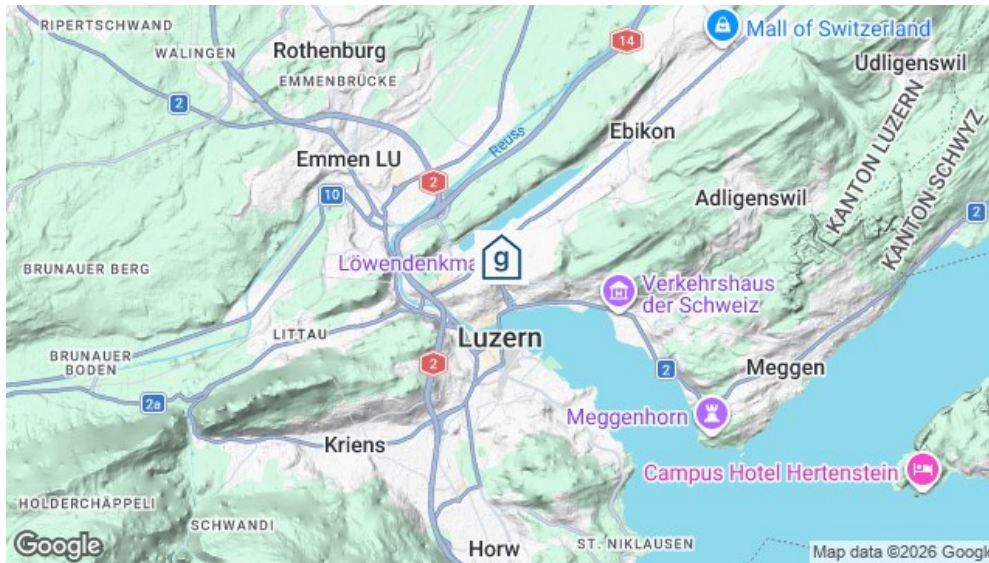 RIPERTSCHWAND
14
Mall of Switzerland
WALINGEN
Rothenburg
Udligenswil
EMMENBRÜCKE
2
Reuss
Ebikon
KANTON LUZERN
KANTON SCHWYZ
Emmen LU
2
10
Adligenswil
2
BRUNAUER BERG
Löwendenkma
g
Verkehrshaus
der Schweiz
LITTAU
Luzern
BRUNAUER
BODEN
2
2
Meggen
2a
Meggenhorn
Kriens
Campus Hotel Hertenstein
HOLDERCHÄPPELI
SCHWANDI
Google
Horw
ST. NIKLAUSEN
Map data ©2026 Google